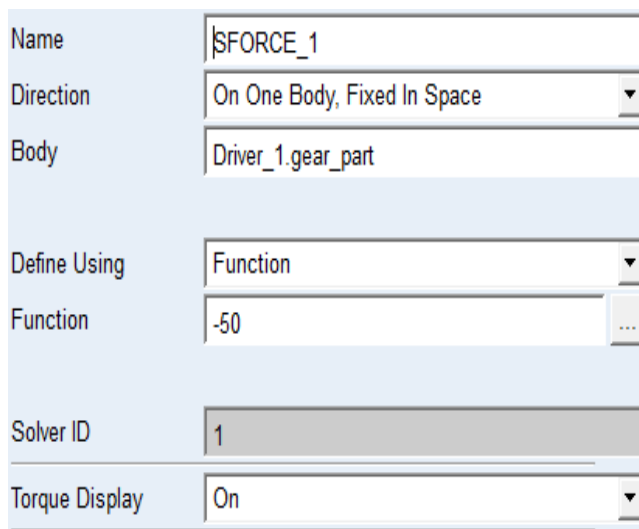 Name SFORCE_1
Direction On One Body, Fixed In Space
Body Driver_1.gear_part
Define Using Function
Function -50 ...
Solver ID 1
Torque Display On